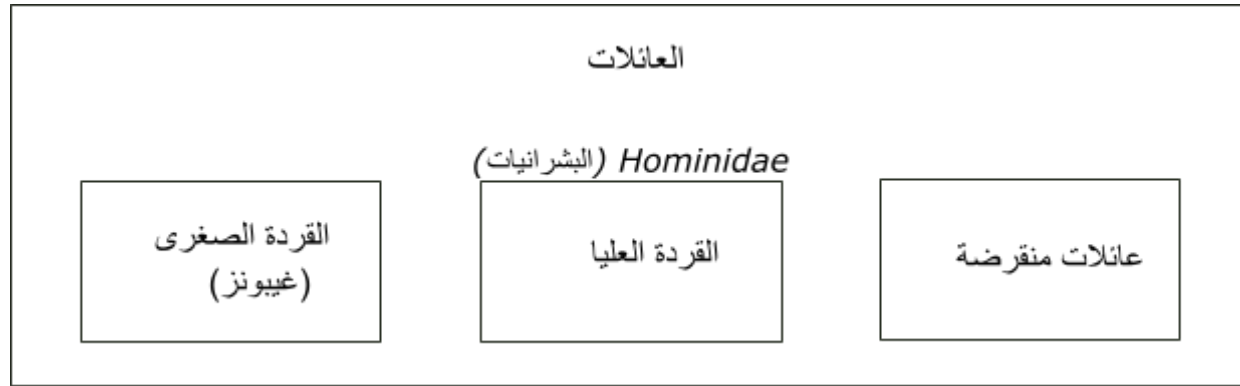 العائلات
Hominidae (البشرانيات)
عائلات منقرضة
القردة العليا
القردة الصغرى
(غيبونز)